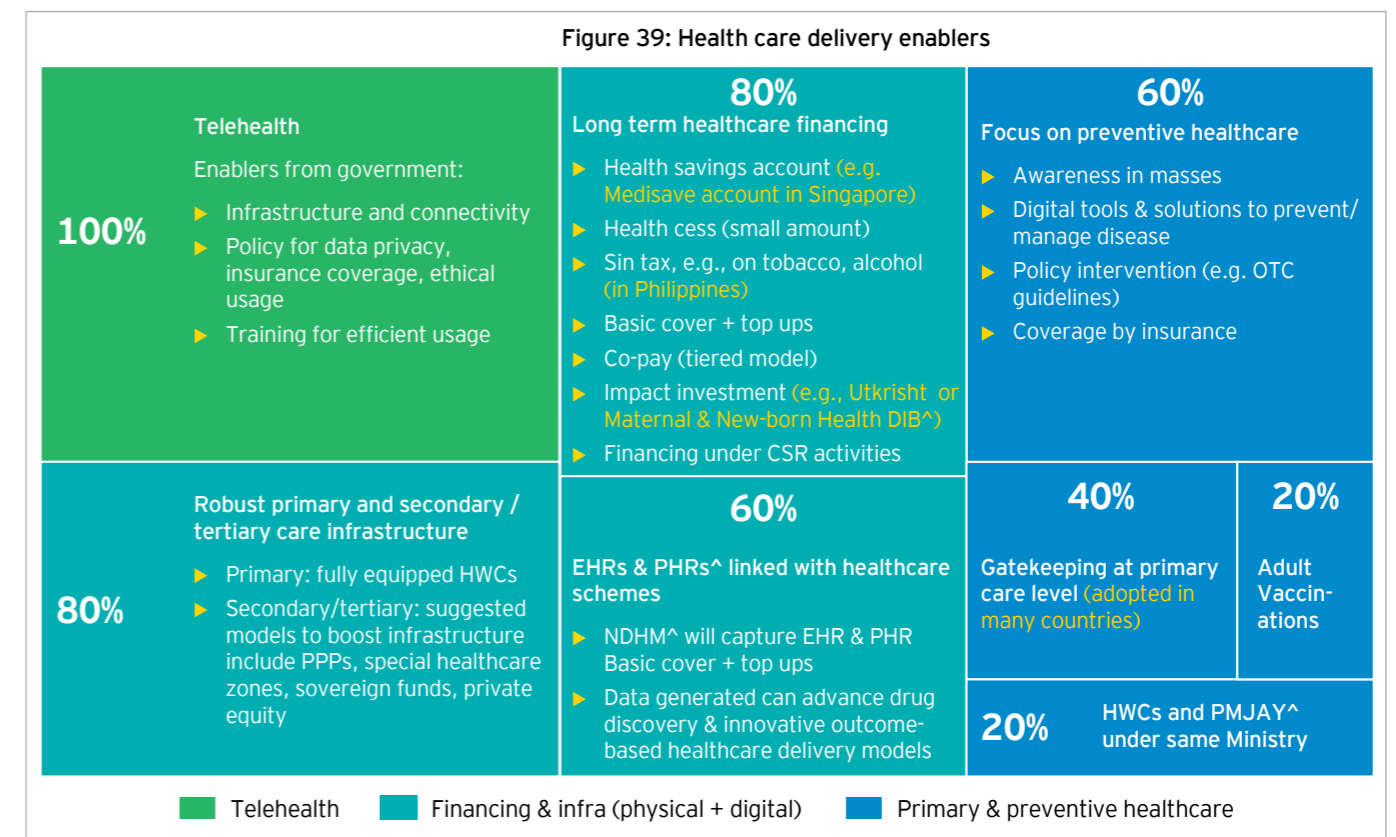 Figure 39: Health care delivery enablers
100%
Telehealth
Enablers from government:
► Infrastructure and connectivity
► Policy for data privacy,
insurance coverage, ethical
usage
► Training for efficient usage
80%
Long term healthcare financing
► Health savings account (e.g.
Medisave account in Singapore)
► Health cess (small amount)
► Sin tax, e.g., on tobacco, alcohol
(in Philippines)
► Basic cover + top ups
► Co-pay (tiered model)
► Impact investment (e.g., Utkrisht or
Maternal & New-born Health DIB^)
► Financing under CSR activities
60%
Focus on preventive healthcare
► Awareness in masses
► Digital tools & solutions to prevent/
manage disease
► Policy intervention (e.g. OTC
guidelines)
► Coverage by insurance
80%
Robust primary and secondary /
tertiary care infrastructure
► Primary: fully equipped HWCs
► Secondary/tertiary: suggested
models to boost infrastructure
include PPPs, special healthcare
zones, sovereign funds, private
equity
60%
EHRs & PHRs^ linked with healthcare
schemes
► NDHM^ will capture EHR & PHR
Basic cover + top ups
► Data generated can advance drug
discovery & innovative outcome-
based healthcare delivery models
40%
Gatekeeping at primary
care level (adopted in
many countries)
20%
Adult
Vaccin-
ations
20%
HWCs and PMJAY^
under same Ministry
Telehealth
Financing & infra (physical + digital)
Primary & preventive healthcare